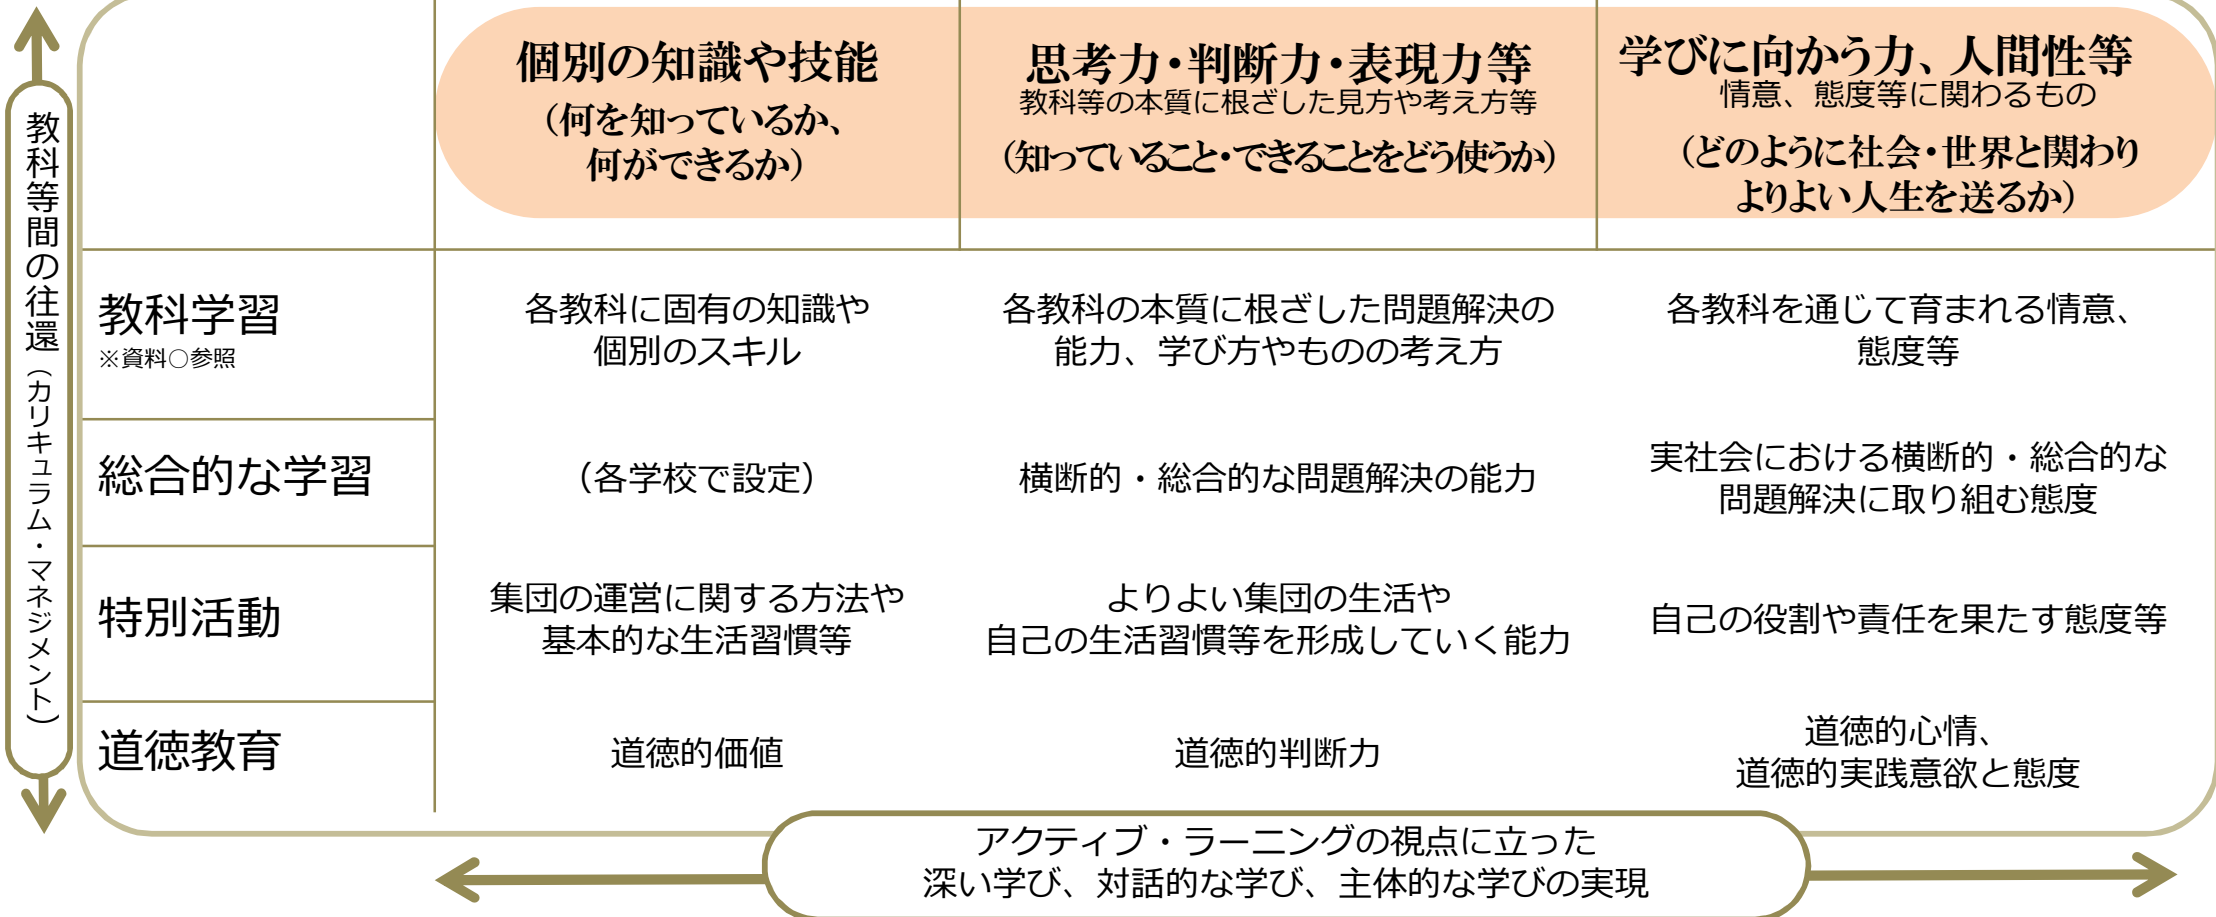 教科等間の往還(カリキュラム・マネジメント)
個別の知識や技能
(何を知っているか、
何ができるか)
思考力・判断力・表現力等
教科等の本質に根ざした見方や考え方等
(知っていること・できることをどう使うか)
学びに向かう力、人間性等
情意、態度等に関わるもの
(どのように社会・世界と関わり
よりよい人生を送るか)
教科学習
※資料○参照
各教科に固有の知識や
個別のスキル
各教科の本質に根ざした問題解決の
能力、学び方やものの考え方
各教科を通じて育まれる情意、
態度等
総合的な学習
(各学校で設定)
横断的・総合的な問題解決の能力
実社会における横断的・総合的な
問題解決に取り組む態度
特別活動
集団の運営に関する方法や
基本的な生活習慣等
よりよい集団の生活や
自己の生活習慣等を形成していく能力
自己の役割や責任を果たす態度等
道徳教育
道徳的価値
道徳的判断力
道徳的心情、
道徳的実践意欲と態度
アクティブ・ラーニングの視点に立った
深い学び、対話的な学び、主体的な学びの実現